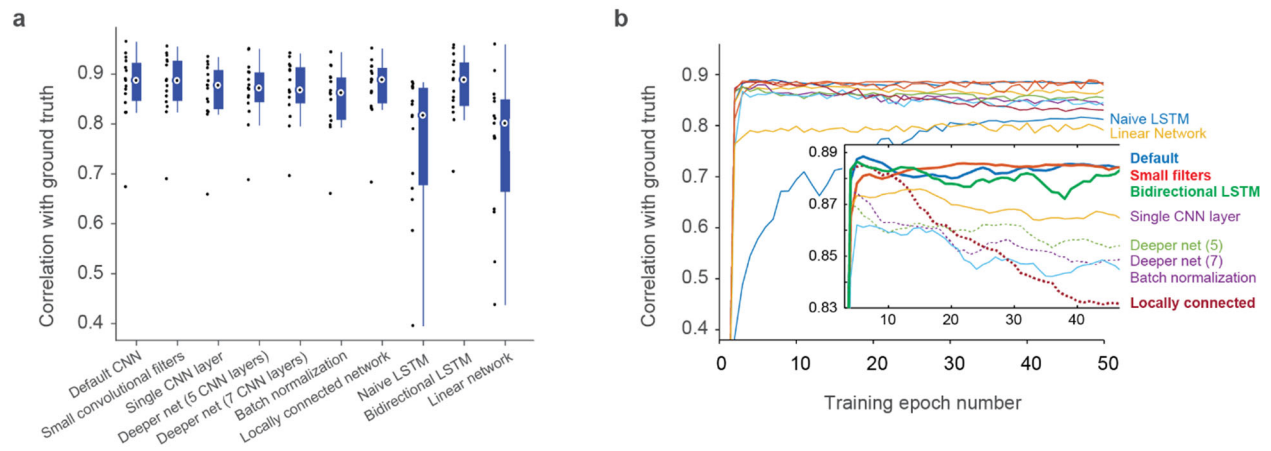 a
Correlation with ground truth
0.9
0.8
0.7
0.6
0.5
0.4
Default CNN
Small convolutional filters
Single CNN layer
Deeper net (5 CNN layers)
Deeper net (7 CNN layers)
Batch normalization
Locally connected network
Naive LSTM
Bidirectional LSTM
Linear network
b
Correlation with ground truth
0.9
0.8
0.7
0.6
0.5
0.4
0
10
20
30
40
50
Training epoch number
Naive LSTM
Linear Network
0.89
0.87
0.85
0.83
10
20
30
40
Default
Small filters
Bidirectional LSTM
Single CNN layer
Deeper net (5)
Deeper net (7)
Batch normalization
Locally connected